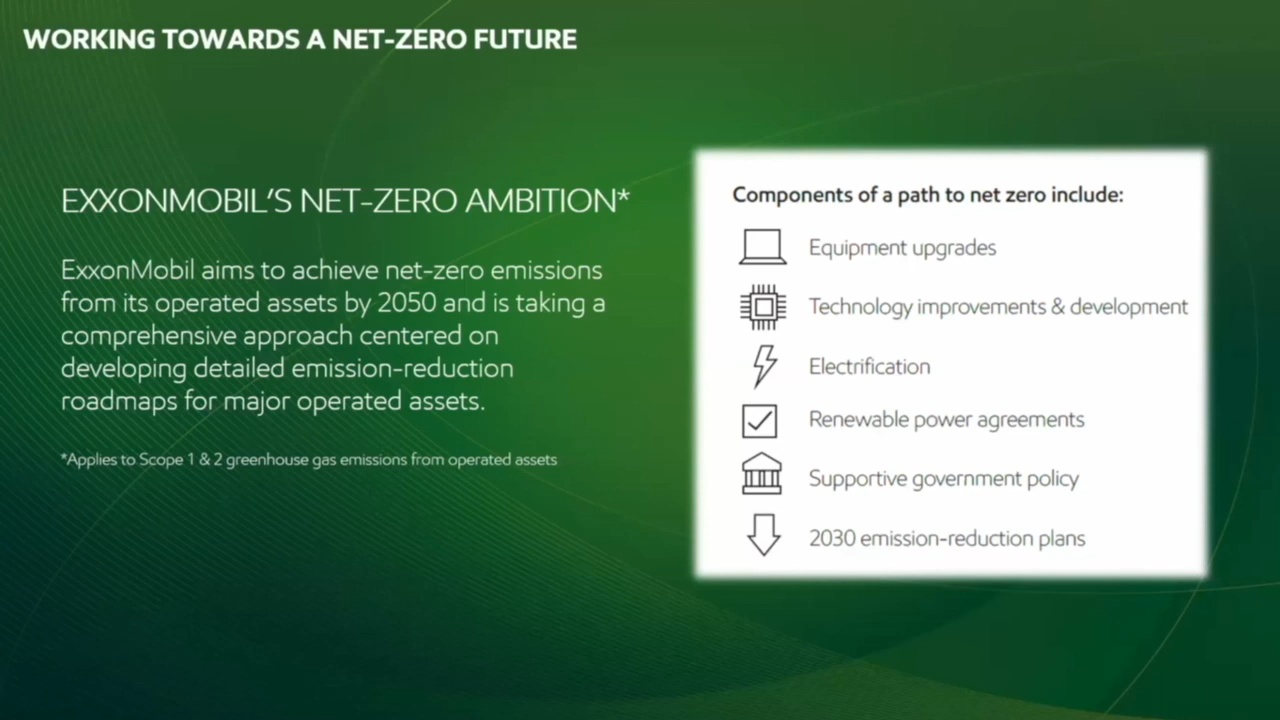 WORKING TOWARDS A NET-ZERO FUTURE
EXXONMOBIL'S NET-ZERO AMBITION*
ExxonMobil aims to achieve net-zero emissions
from its operated assets by 2050 and is taking a
comprehensive approach centered on
developing detailed emission-reduction
roadmaps for major operated assets.
*Applies to Scope 1 & 2 greenhouse gas emissions from operated assets
Components of a path to net zero include:
Equipment upgrades
Technology improvements & development
Electrification
Renewable power agreements
Supportive government policy
2030 emission-reduction plans